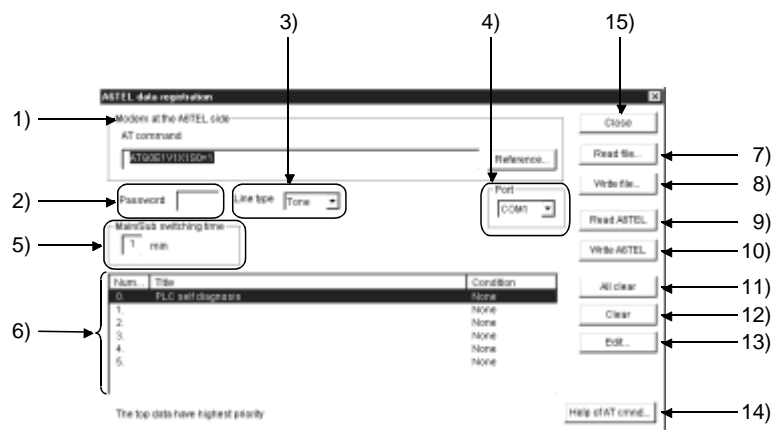 3) 4) 15)
A6TEL data registration
1) Modem at the A6TEL side Close
AT command
ATQ0E1V1X1S0=1 Reference... Read file... 7)
Write file... 8)
2) Password Line type Tone Port
COM1
Read A6TEL 9)
Main/Sub switching time
5) 1 min Write A6TEL 10)
Num... Title Condition All clear 11)
0. PLC self diagnosis None
1. None Clear 12)
2. None
6) 3. None Edit... 13)
4. None
5. None
The top data have highest priority Help of AT cmnd... 14)